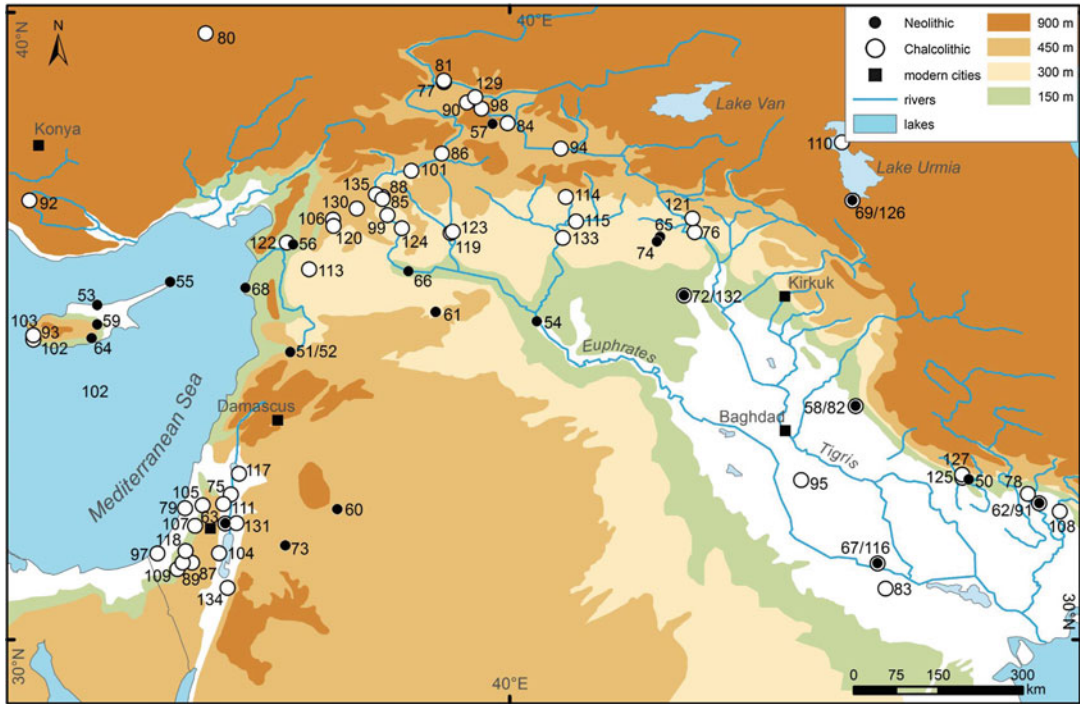 40°N
40°E
N
Neolithic
Chalcolithic
modern cities
rivers
lakes
900 m
450 m
300 m
150 m
80
81
77
129
90
98
57
84
Lake Van
Konya
86
94
110
Lake Urmia
101
92
135
88
85
130
114
69/126
106
99
115
121
120
124
123
119
133
65
76
74
122
56
113
55
68
66
72/132
Kirkuk
53
61
54
59
103
93
102
64
51/52
Euphrates
102
Mediterranean Sea
Damascus
58/82
Baghdad
Tigris
117
127
125
50
78
75
95
105
79
111
62/91
63
60
108
107
131
118
73
97
104
67/116
109
89
87
83
134
30°N
30°N
40°E
0 75 150 300
km